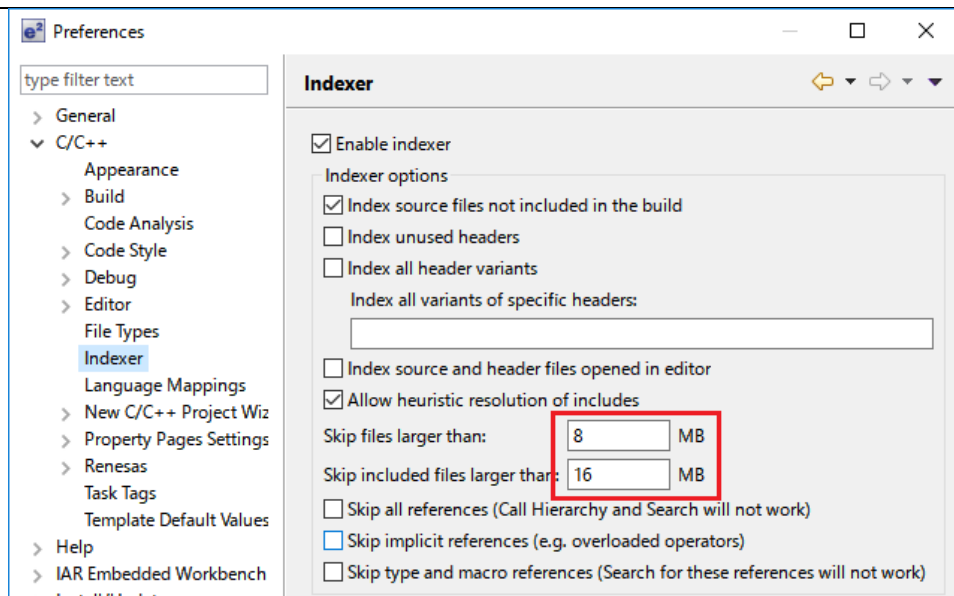 e² Preferences
type filter text
General
C/C++
Appearance
Build
Code Analysis
Code Style
Debug
Editor
File Types
Indexer
Language Mappings
New C/C++ Project Wiz
Property Pages Settings
Renesas
Task Tags
Template Default Values
Help
IAR Embedded Workbench
Indexer
Enable indexer
Indexer options
Index source files not included in the build
Index unused headers
Index all header variants
Index all variants of specific headers:
Index source and header files opened in editor
Allow heuristic resolution of includes
Skip files larger than: 8 MB
Skip included files larger than: 16 MB
Skip all references (Call Hierarchy and Search will not work)
Skip implicit references (e.g. overloaded operators)
Skip type and macro references (Search for these references will not work)